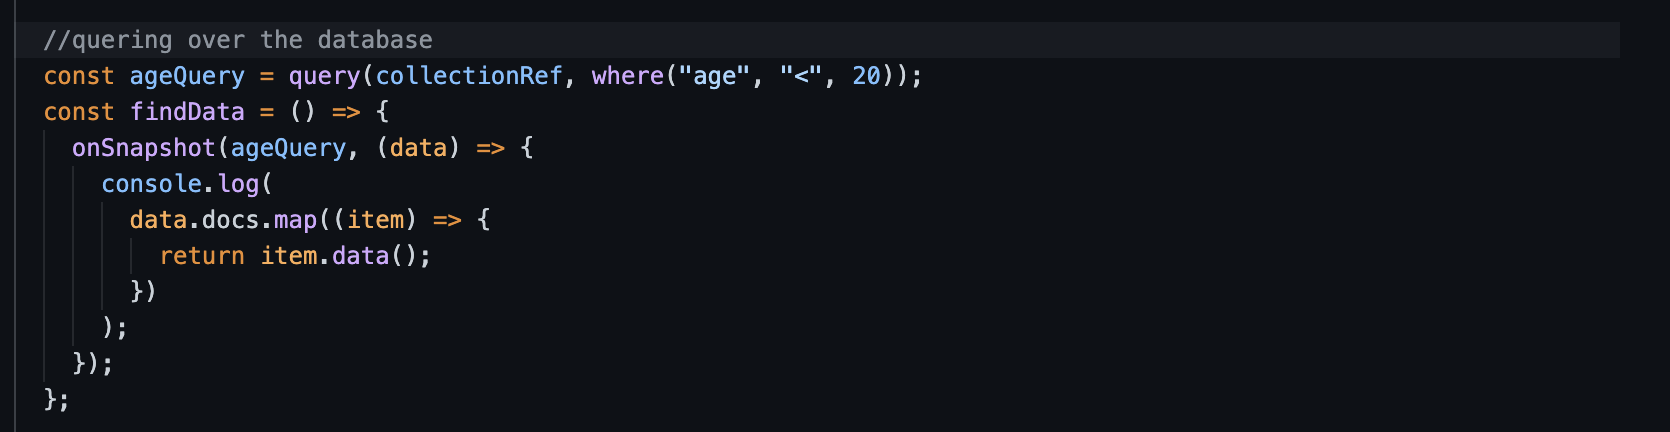 //quering over the database
const ageQuery = query(collectionRef, where("age", "<", 20));
const findData = () => {
onSnapshot(ageQuery, (data) => {
console.log(
data.docs.map((item) => {
return item.data();
})
);
});
};